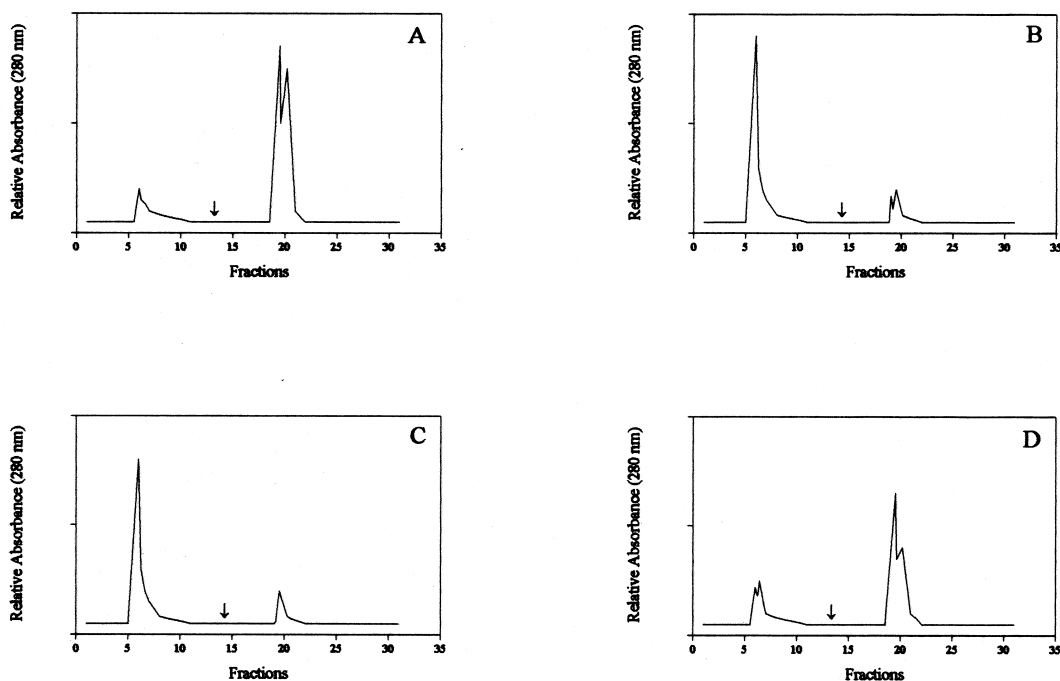 A
Relative Absorbance (280 nm)
0 5 10 15 20 25 30 35
Fractions
B
Relative Absorbance (280 nm)
0 5 10 15 20 25 30 35
Fractions
C
Relative Absorbance (280 nm)
0 5 10 15 20 25 30 35
Fractions
D
Relative Absorbance (280 nm)
0 5 10 15 20 25 30 35
Fractions